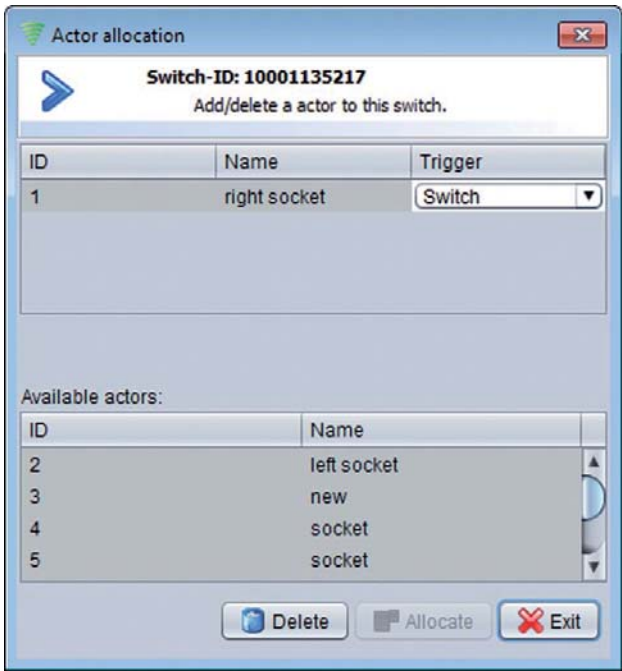 Actor allocation
Switch-ID: 10001135217
Add/delete a actor to this switch.
ID Name Trigger
1 right socket Switch
Available actors:
ID Name
2 left socket
3 new
4 socket
5 socket
Delete Allocate Exit